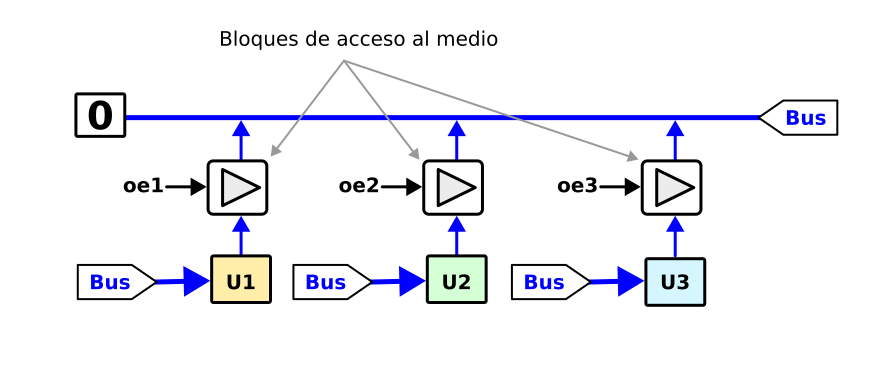 Bloques de acceso al medio
0
Bus
oe1
oe2
oe3
Bus
U1
Bus
U2
Bus
U3